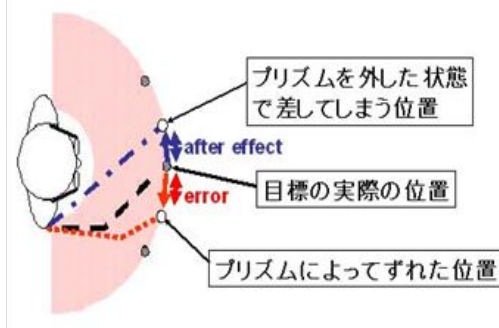 プリズムを外した状態
で差してしまう位置
after effect
目標の実際の位置
error
プリズムによってずれた位置